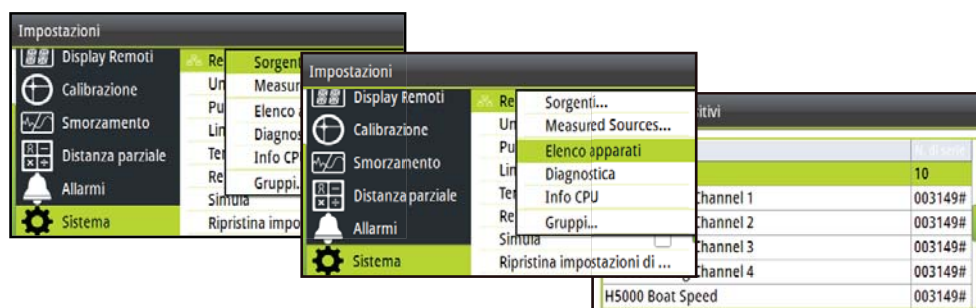 Impostazioni
Display Remoti
Calibrazione
Smorzamento
Distanza parziale
Allarmi
Sistema
Re
Un
Pu
Lin
Ter
Re
Simula
Ripristina impo
Sorgent
Measur
Elenco a
Diagnos
Info CP
Gruppi.
Impostazioni
Display Remoti
Calibrazione
Smorzamento
Distanza parziale
Allarmi
Sistema
Re
Un
Pu
Lin
Ter
Re
Simula
Ripristina impostazioni di ...
Sorgenti...
Measured Sources...
Elenco apparati
Diagnostica
Info CPU
Gruppi...
sitivi
N. di serie
10
Channel 1 003149#
Channel 2 003149#
Channel 3 003149#
Channel 4 003149#
H5000 Boat Speed 003149#